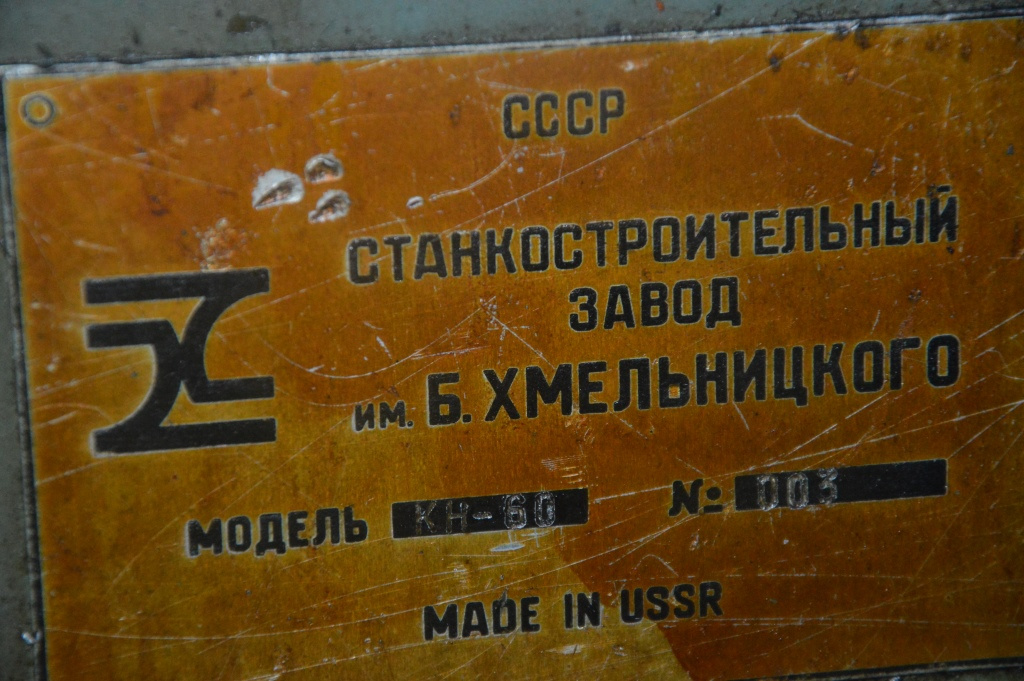 СССР
СТАНКОСТРОИТЕЛЬНЫЙ
ЗАВОД
им. Б. ХМЕЛЬНИЦКОГО
МОДЕЛЬ КН-60 № 003
MADE IN USSR